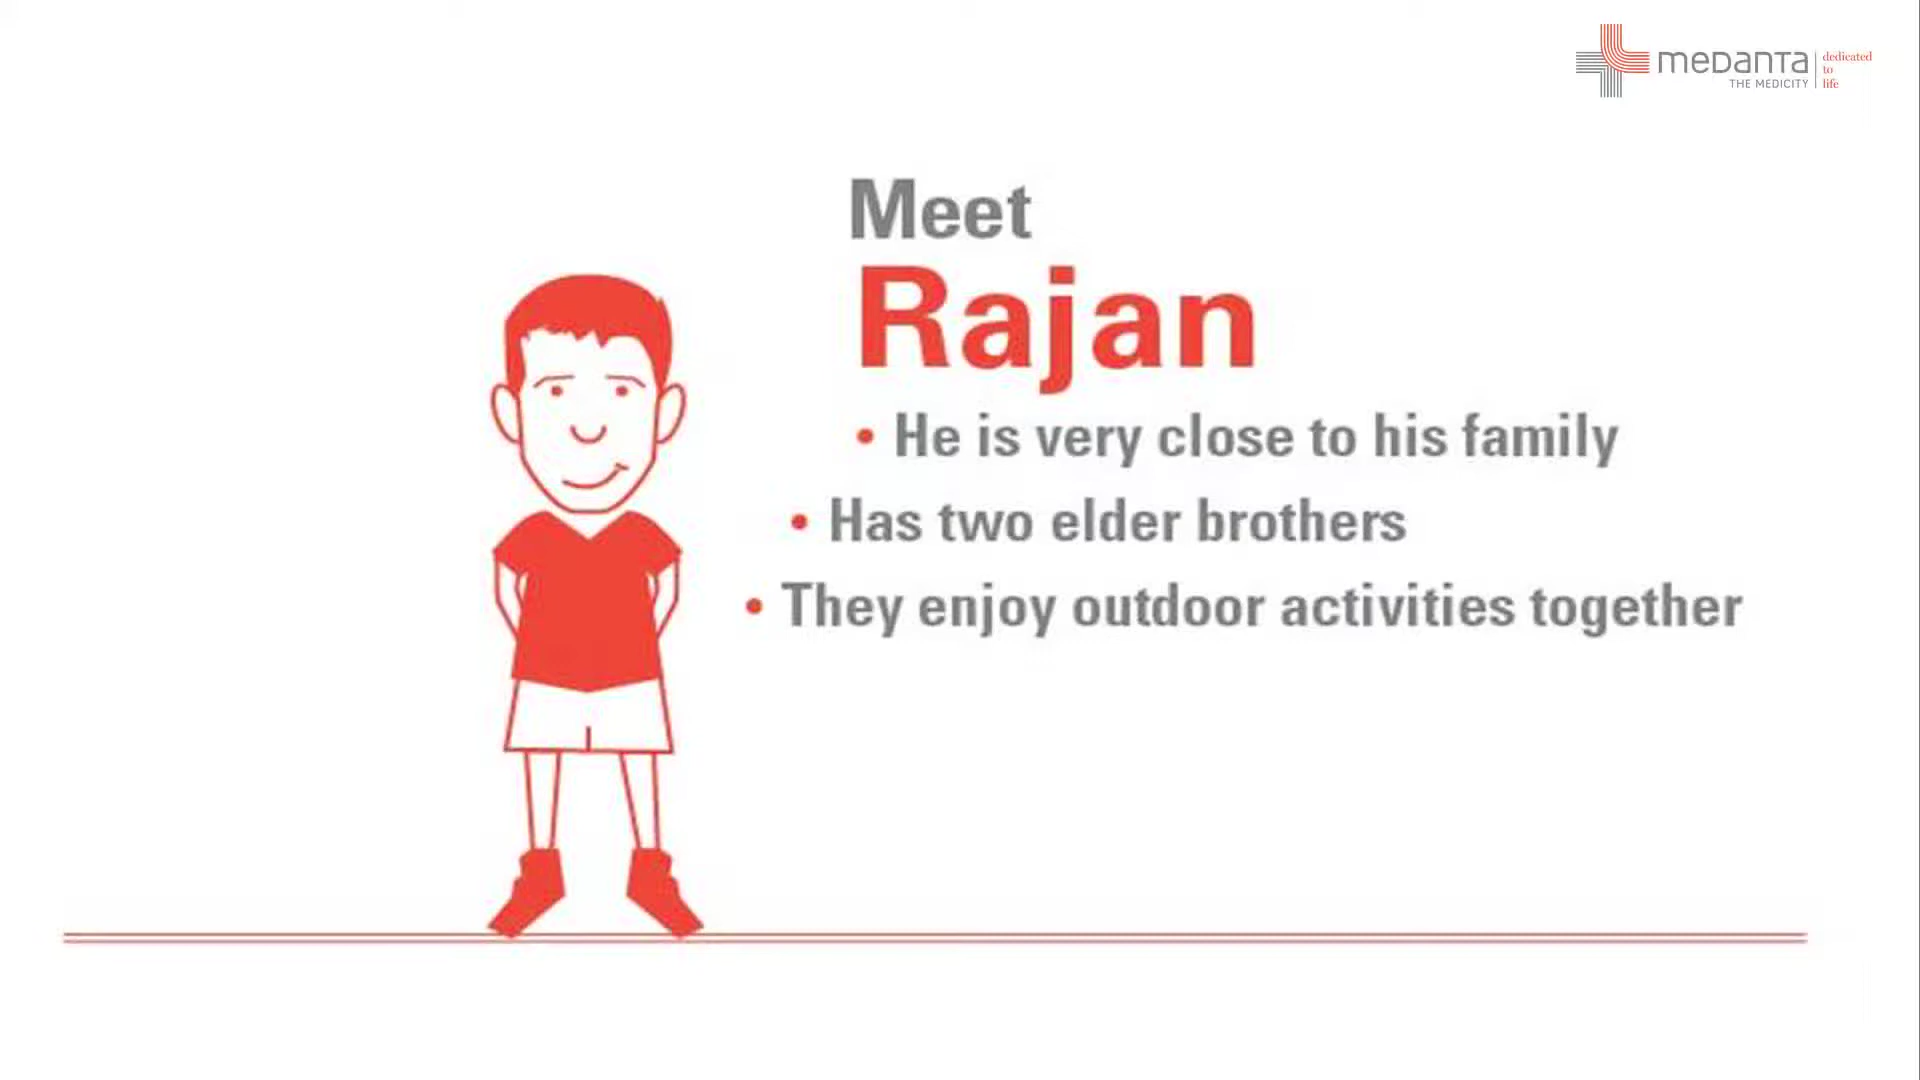 meDanTa
THE MEDICITY
dedicated
to
life
Meet
Rajan
• He is very close to his family
• Has two elder brothers
• They enjoy outdoor activities together